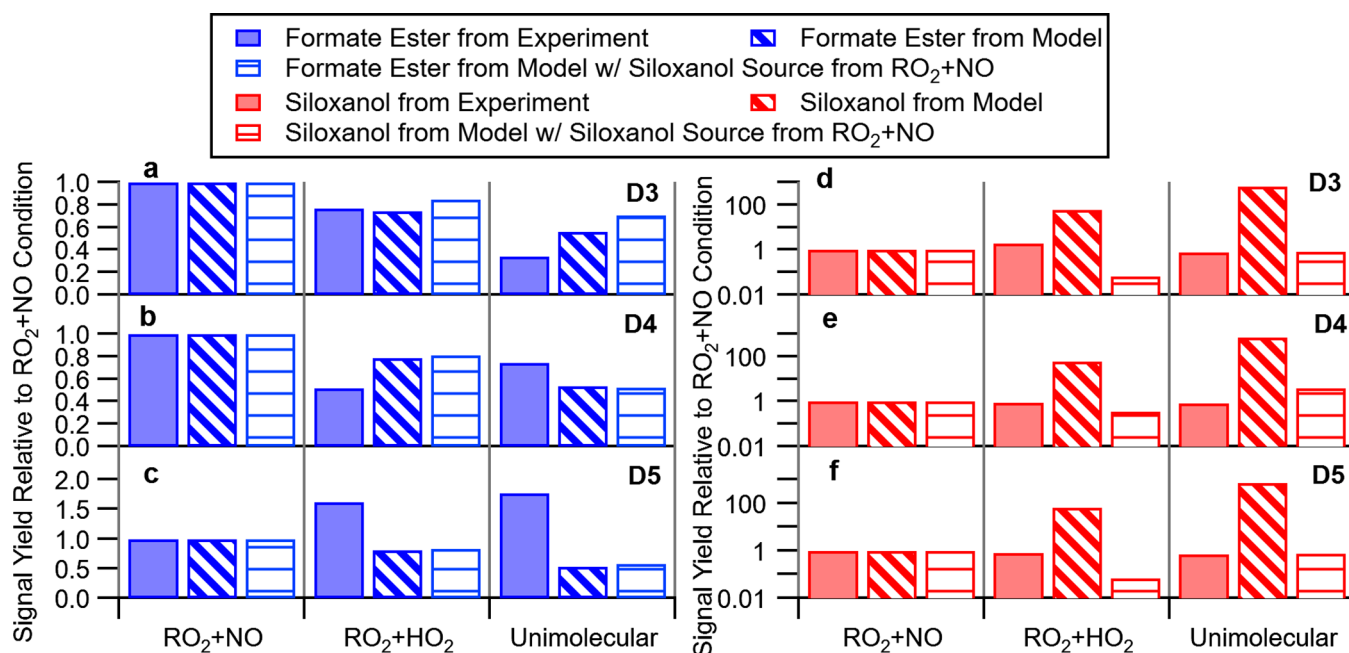 Formate Ester from Experiment Formate Ester from Model
Formate Ester from Model w/ Siloxanol Source from RO₂+NO
Siloxanol from Experiment Siloxanol from Model
Siloxanol from Model w/ Siloxanol Source from RO₂+NO
Signal Yield Relative to RO₂+NO Condition
a
D3
1.0
0.8
0.6
0.4
0.2
0.0
b
D4
1.0
0.8
0.6
0.4
0.2
0.0
c
D5
2.0
1.5
1.0
0.5
0.0
RO₂+NO RO₂+HO₂ Unimolecular
Signal Yield Relative to RO₂+NO Condition
d
D3
100
1
0.01
e
D4
100
1
0.01
f
D5
100
1
0.01
RO₂+NO RO₂+HO₂ Unimolecular